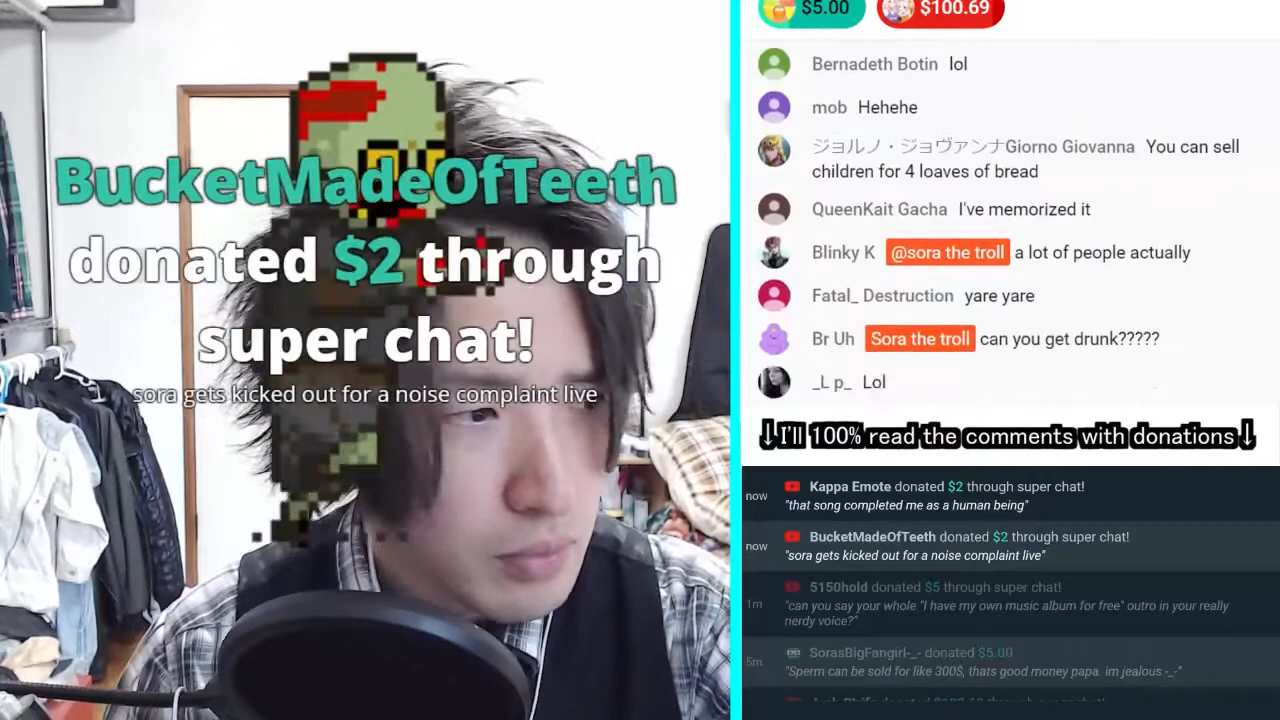 BucketMadeOfTeeth
donated $2 through
super chat!
sora gets kicked out for a noise complaint live
$5.00 $100.69
Bernadeth Botin lol
mob Hehehe
ジョルノ・ジョヴァンナGiorno Giovanna You can sell
children for 4 loaves of bread
QueenKait Gacha I've memorized it
Blinky K @sora the troll a lot of people actually
Fatal_ Destruction yare yare
Br Uh Sora the troll can you get drunk?????
_L p_ Lol
↓I'll 100% read the comments with donations↓
now Kappa Emote donated $2 through super chat!
"that song completed me as a human being"
now BucketMadeOfTeeth donated $2 through super chat!
"sora gets kicked out for a noise complaint live"
1m 5150hold donated $5 through super chat!
"can you say your whole "I have my own music album for free" outro in your really
nerdy voice?"
5m SorasBigFangirl-_- donated $5.00
"Sperm can be sold for like 300$, thats good money papa. im jealous -_-"